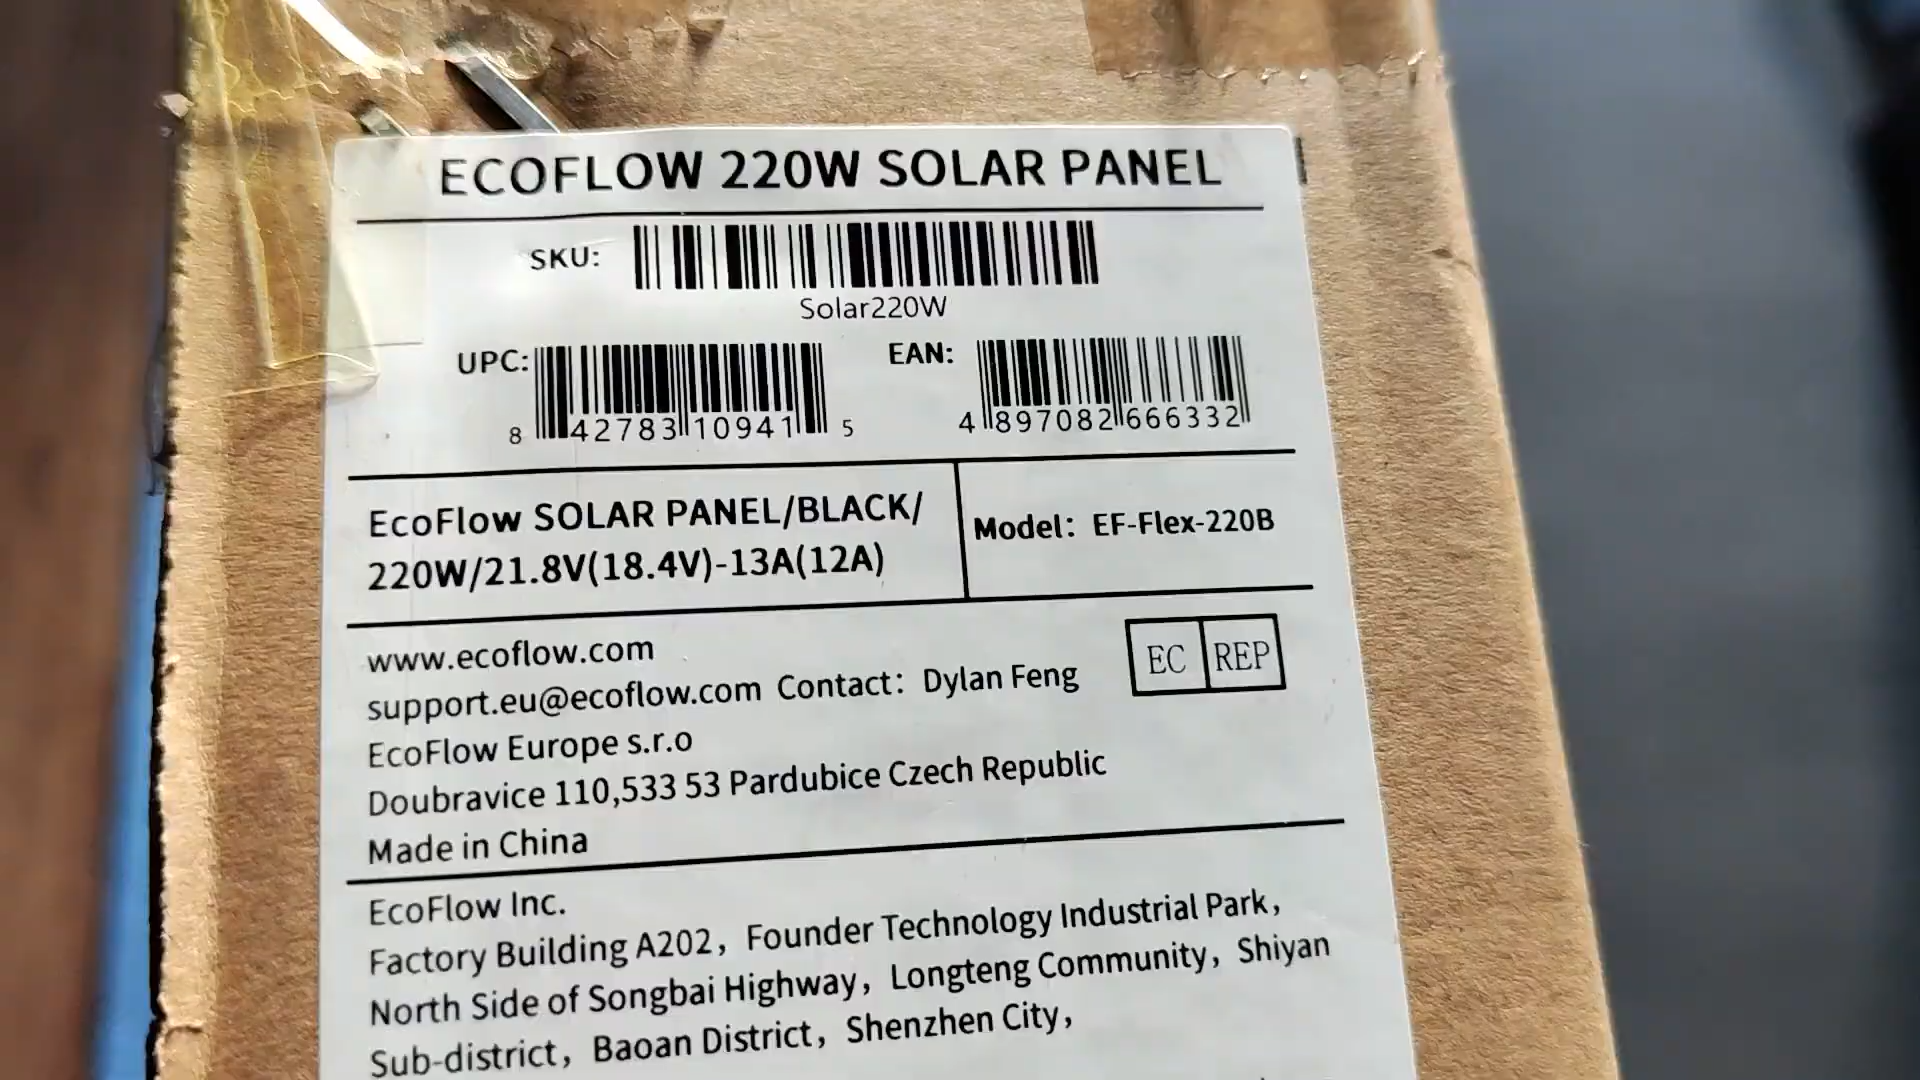 ECOFLOW 220W SOLAR PANEL
SKU:
Solar220W
UPC: 8 42783 10941 5
EAN: 4 897082 666332
EcoFlow SOLAR PANEL/BLACK/
220W/21.8V(18.4V)-13A(12A)
Model: EF-Flex-220B
www.ecoflow.com
support.eu@ecoflow.com Contact: Dylan Feng
EC REP
EcoFlow Europe s.r.o
Doubravice 110,533 53 Pardubice Czech Republic
Made in China
EcoFlow Inc.
Factory Building A202, Founder Technology Industrial Park,
North Side of Songbai Highway, Longteng Community, Shiyan
Sub-district, Baoan District, Shenzhen City,